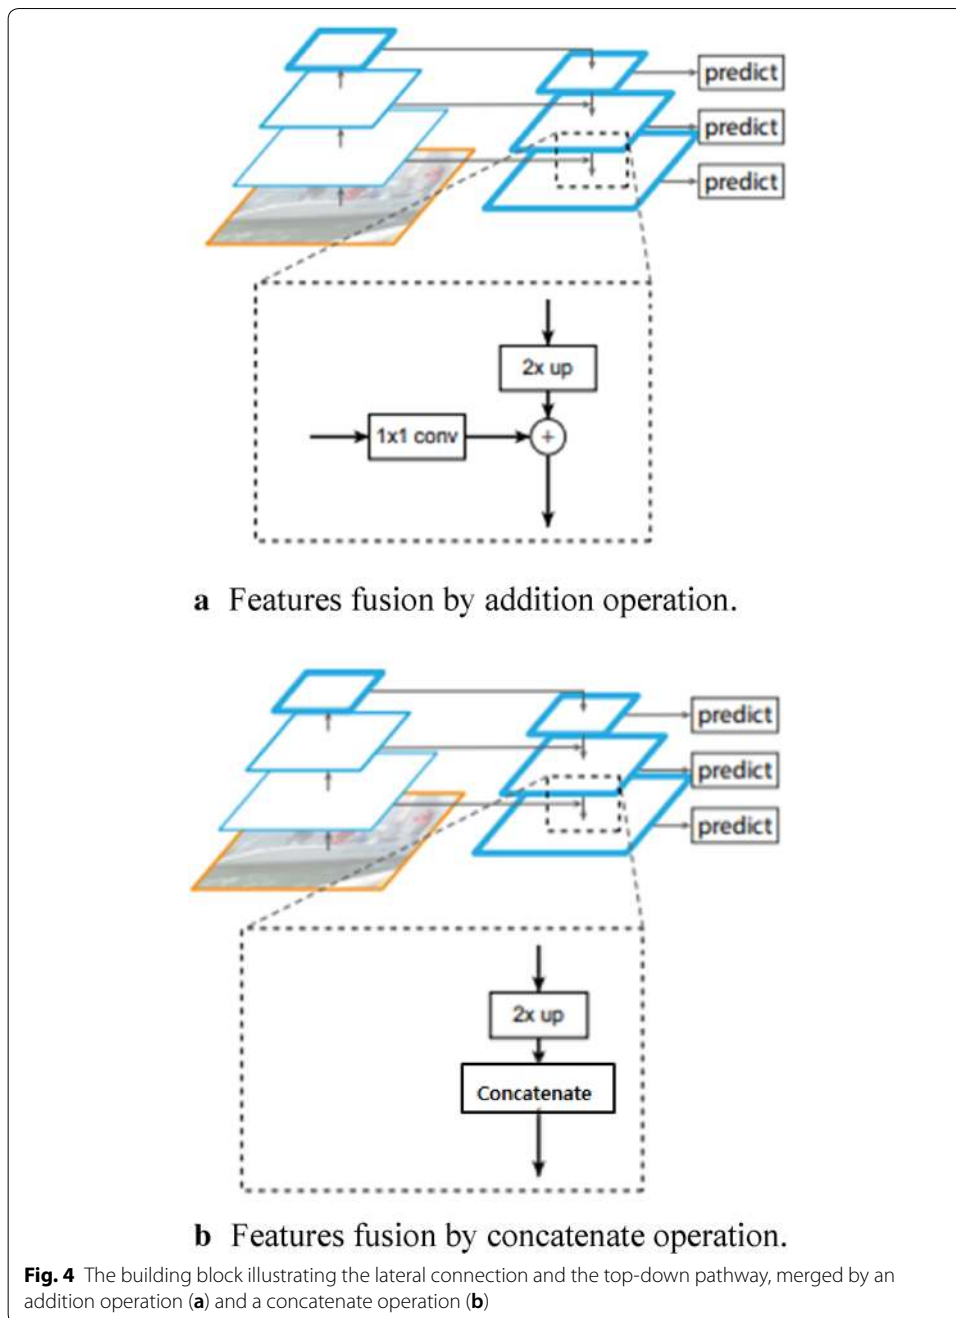 predict
predict
predict
2x up
1x1 conv
+
a Features fusion by addition operation.
predict
predict
predict
2x up
Concatenate
b Features fusion by concatenate operation.
Fig. 4 The building block illustrating the lateral connection and the top-down pathway, merged by an
addition operation (a) and a concatenate operation (b)